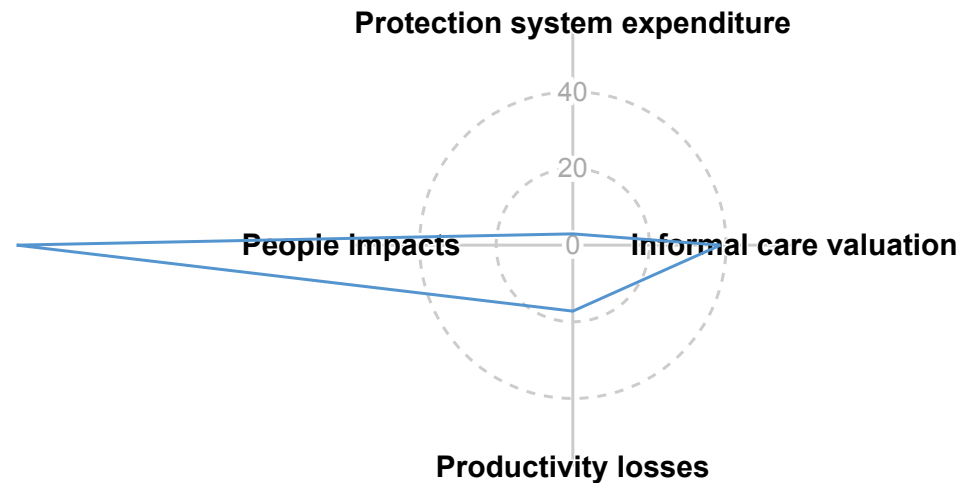 Protection system expenditure
40
20
People impacts
0
Informal care valuation
Productivity losses